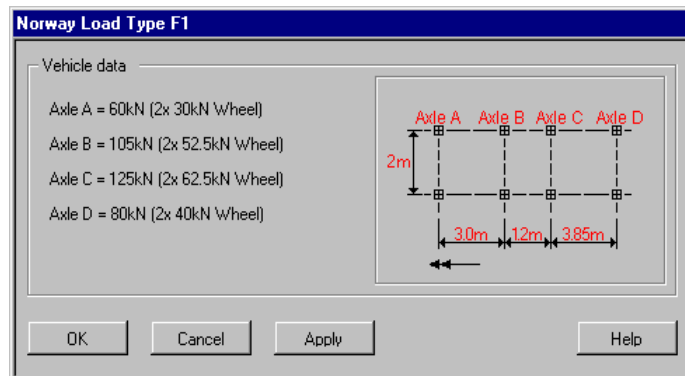 Norway Load Type F1
Vehicle data
Axle A = 60kN (2x 30kN Wheel)
Axle B = 105kN (2x 52.5kN Wheel)
Axle C = 125kN (2x 62.5kN Wheel)
Axle D = 80kN (2x 40kN Wheel)
Axle A Axle B Axle C Axle D
2m
3.0m 1.2m 3.85m
OK Cancel Apply Help